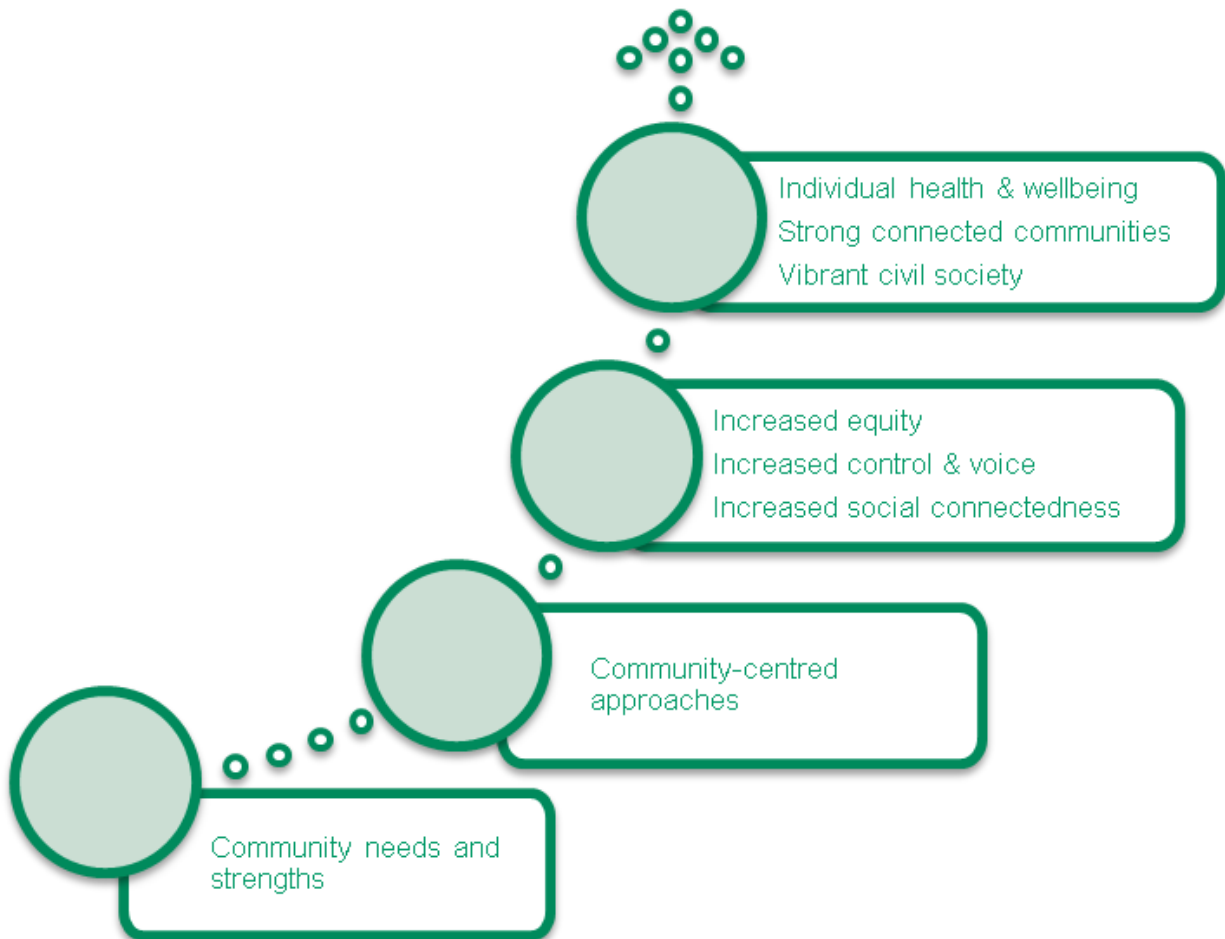 Individual health & wellbeing
Strong connected communities
Vibrant civil society
Increased equity
Increased control & voice
Increased social connectedness
Community-centred
approaches
Community needs and
strengths